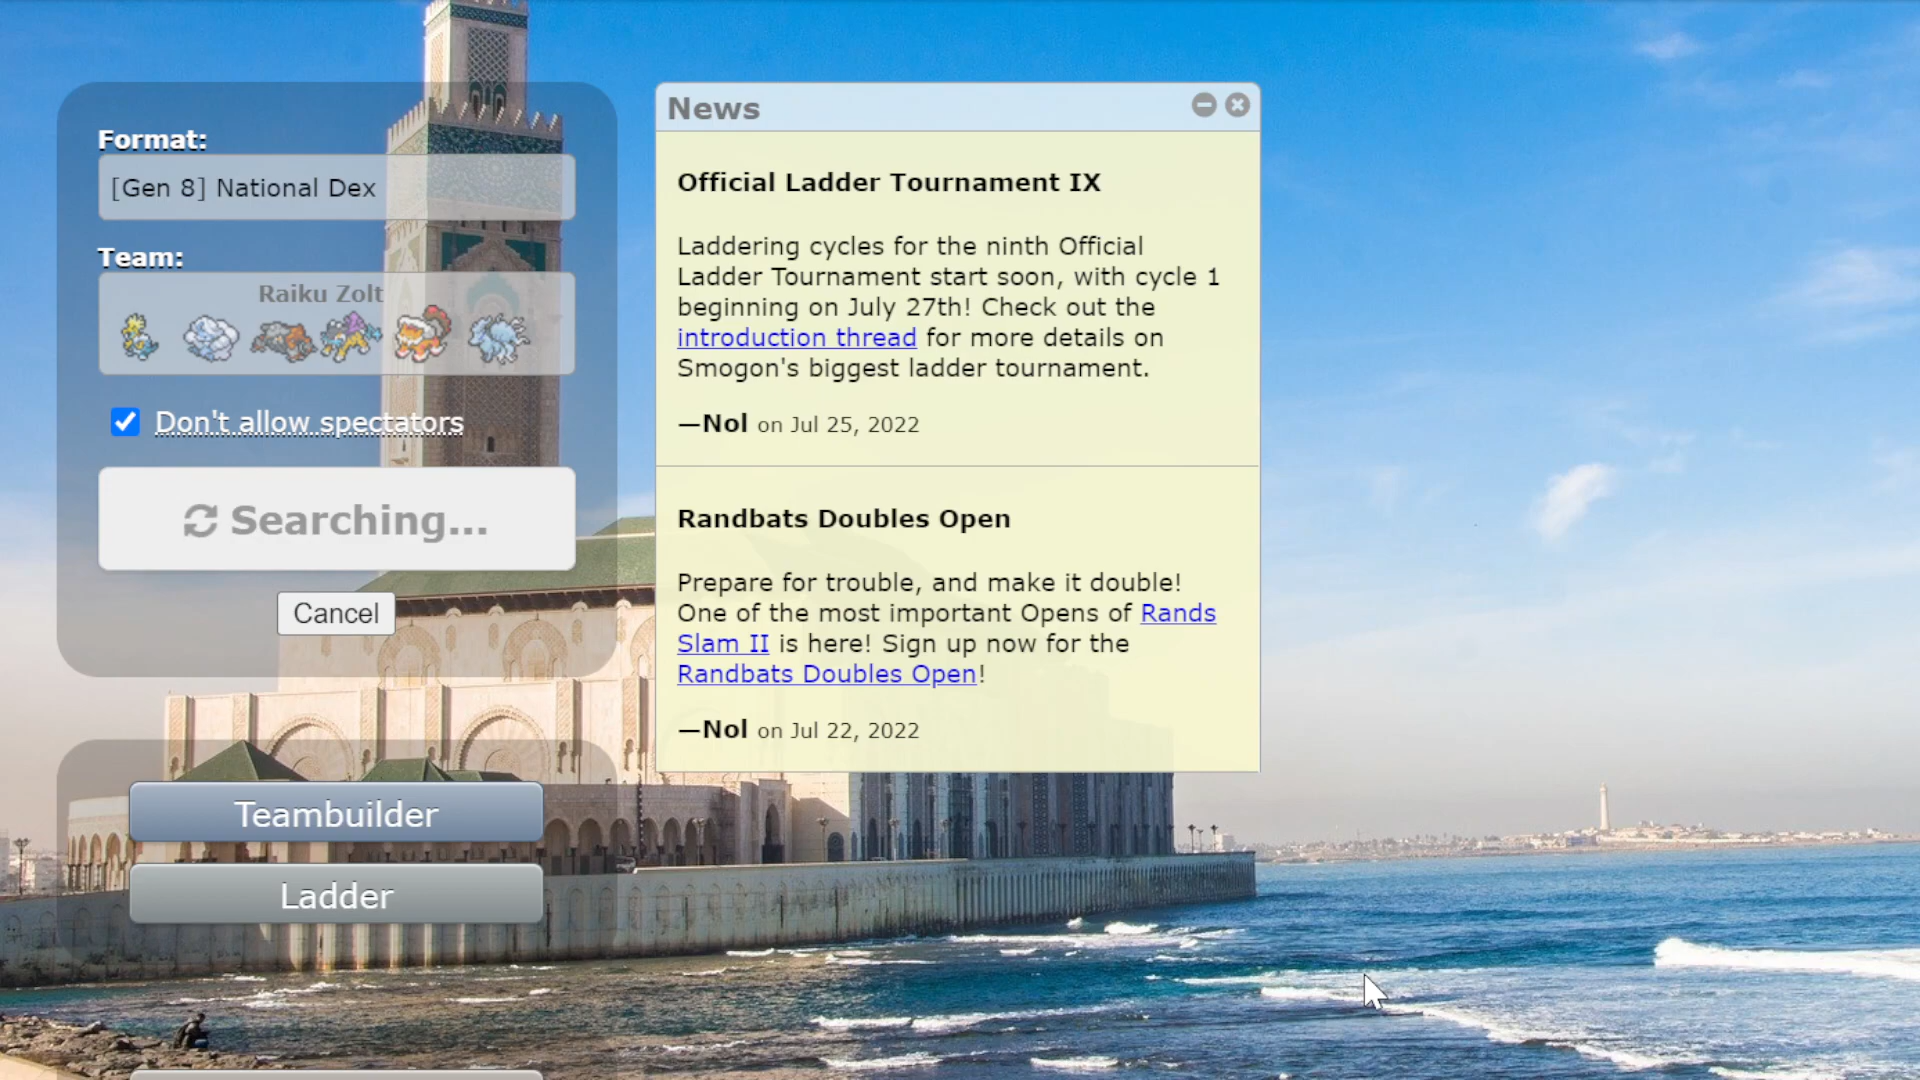 Format:
[Gen 8] National Dex
Team:
Raiku Zolt
Don't allow spectators
Searching...
Cancel
Teambuilder
Ladder
News
Official Ladder Tournament IX
Laddering cycles for the ninth Official
Ladder Tournament start soon, with cycle 1
beginning on July 27th! Check out the
introduction thread for more details on
Smogon's biggest ladder tournament.
—Nol on Jul 25, 2022
Randbats Doubles Open
Prepare for trouble, and make it double!
One of the most important Opens of Rands
Slam II is here! Sign up now for the
Randbats Doubles Open!
—Nol on Jul 22, 2022